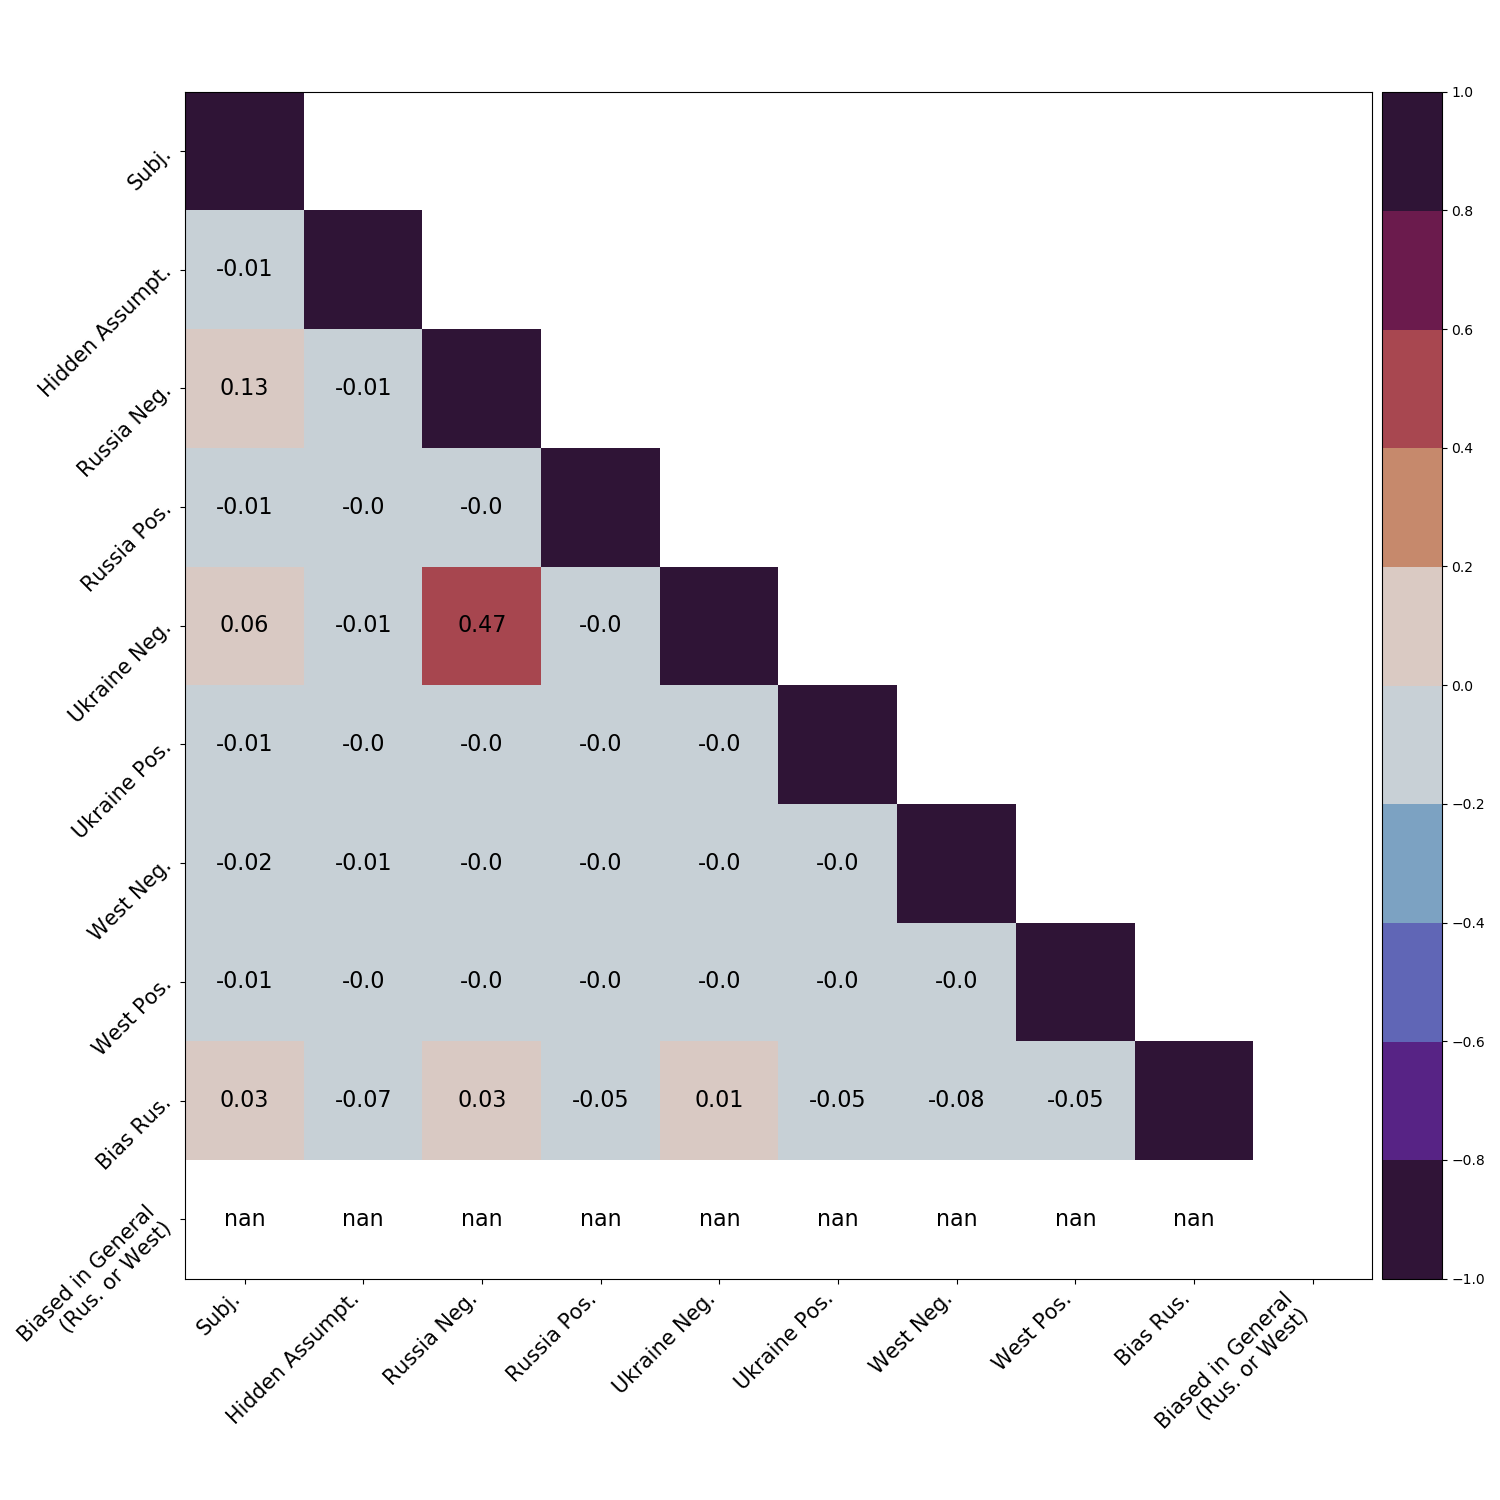 Subj.
Hidden Assumpt.
-0.01
Russia Neg.
0.13 -0.01
Russia Pos.
-0.01 -0.0 -0.0
Ukraine Neg.
0.06 -0.01 0.47 -0.0
Ukraine Pos.
-0.01 -0.0 -0.0 -0.0 -0.0
West Neg.
-0.02 -0.01 -0.0 -0.0 -0.0 -0.0
West Pos.
-0.01 -0.0 -0.0 -0.0 -0.0 -0.0 -0.0
Bias Rus.
0.03 -0.07 0.03 -0.05 0.01 -0.05 -0.08 -0.05
Biased in General
(Rus. or West)
nan nan nan nan nan nan nan nan nan
Subj.
Hidden Assumpt.
Russia Neg.
Russia Pos.
Ukraine Neg.
Ukraine Pos.
West Neg.
West Pos.
Bias Rus.
Biased in General
(Rus. or West)
1.0
0.8
0.6
0.4
0.2
0.0
−0.2
−0.4
−0.6
−0.8
−1.0